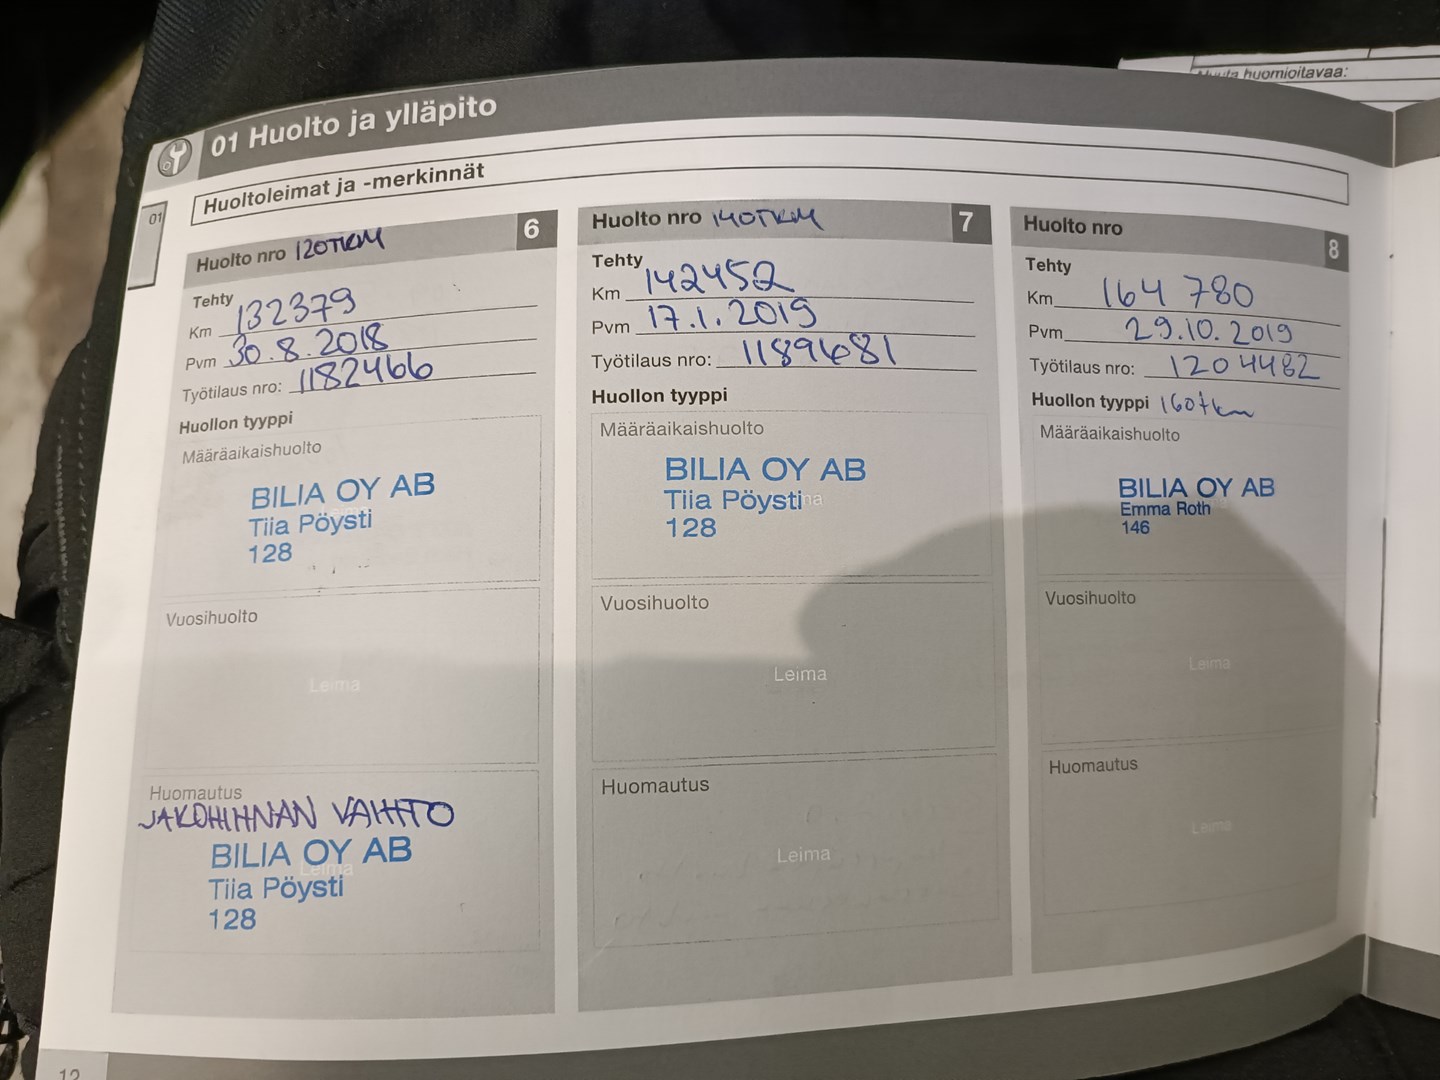 Muuta huomioitavaa:
01 Huolto ja ylläpito
01
Huoltoleimat ja -merkinnät
Huolto nro 120TKM 6
Tehty
Km 132379
Pvm 30.8.2018
Työtilaus nro: 1182466
Huollon tyyppi
Määräaikaishuolto
BILIA OY AB
Tiia Pöysti
128
Vuosihuolto
Leima
Huomautus
JAKOHIHNAN VAIHTO
BILIA OY AB
Leima
Tiia Pöysti
128
Huolto nro 140TKM 7
Tehty
Km 142452
Pvm 17.1.2019
Työtilaus nro: 1189681
Huollon tyyppi
Määräaikaishuolto
BILIA OY AB
Tiia Pöysti
128
Vuosihuolto
Leima
Huomautus
Leima
Huolto nro 8
Tehty
Km 164 780
Pvm 29.10.2019
Työtilaus nro: 1204482
Huollon tyyppi 160tkm
Määräaikaishuolto
BILIA OY AB
Emma Roth
146
Vuosihuolto
Leima
Huomautus
Leima
12